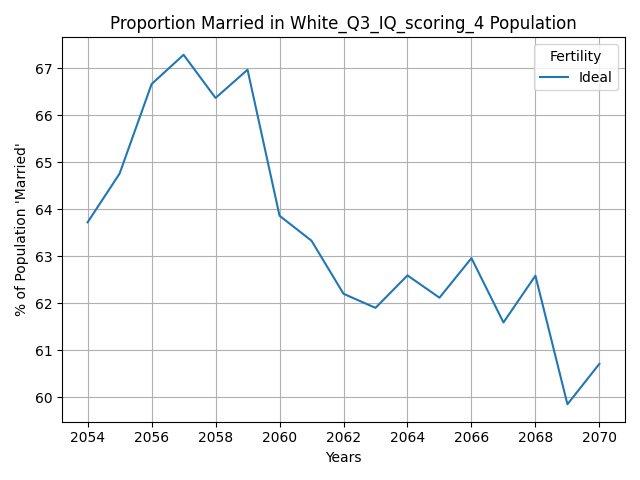 Proportion Married in White_Q3_IQ_scoring_4 Population
Fertility
Ideal
% of Population 'Married'
67
66
65
64
63
62
61
60
2054 2056 2058 2060 2062 2064 2066 2068 2070
Years